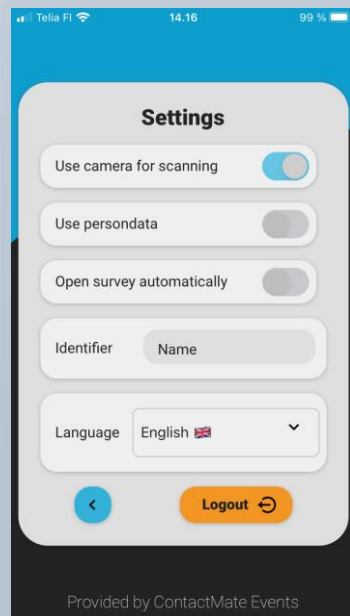 Telia FI 14.16 99 %
Settings
Use camera for scanning
Use persondata
Open survey automatically
Identifier Name
Language English 🇬🇧
Logout
Provided by ContactMate Events